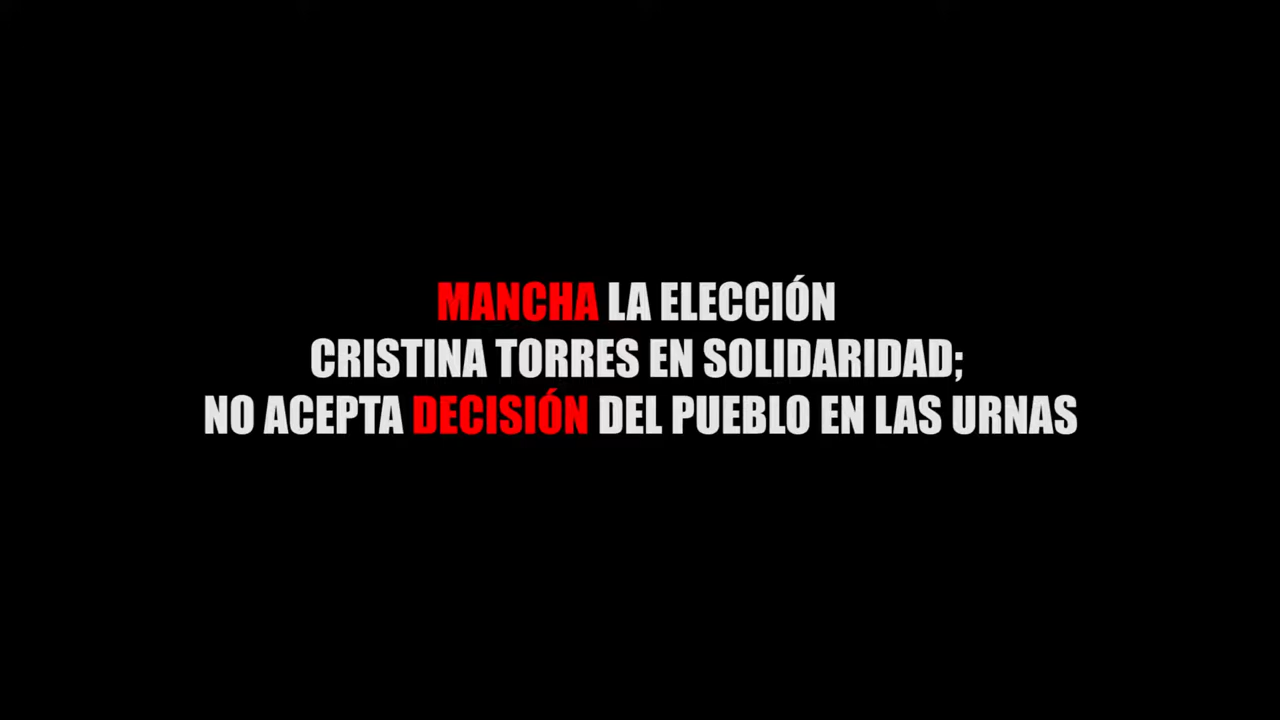 MANCHA LA ELECCIÓN
CRISTINA TORRES EN SOLIDARIDAD;
NO ACEPTA DECISIÓN DEL PUEBLO EN LAS URNAS